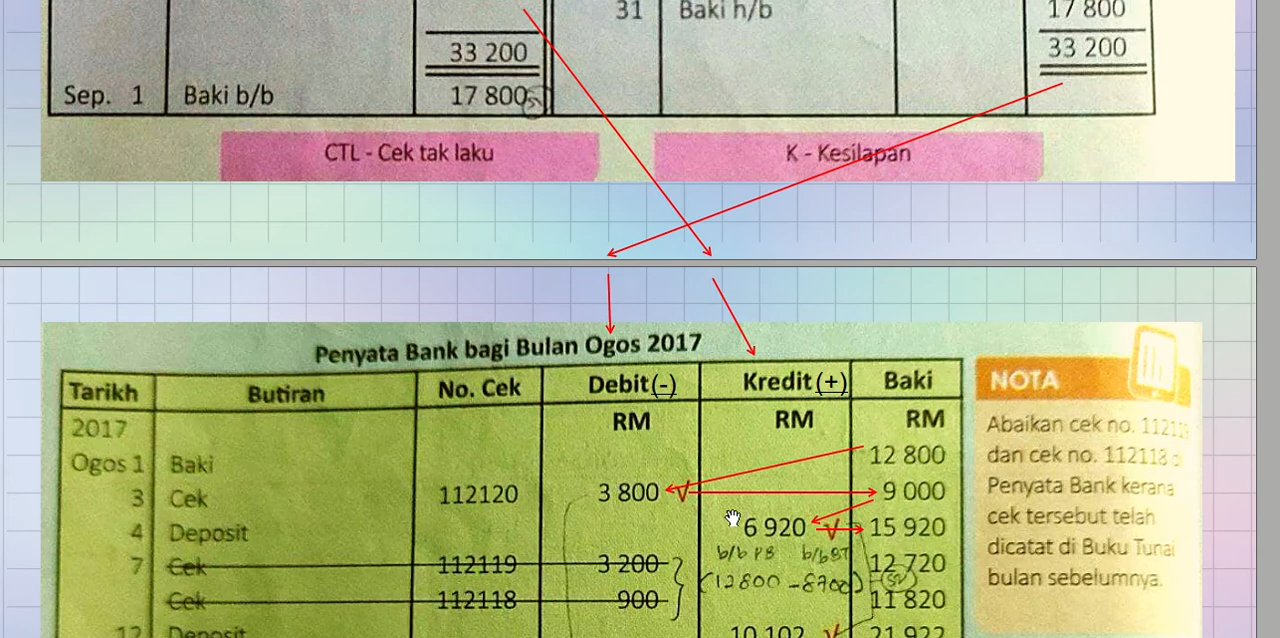 31 Baki h/b 17 800
33 200 33 200
Sep. 1 Baki b/b 17 800
CTL - Cek tak laku
K - Kesilapan
Penyata Bank bagi Bulan Ogos 2017
Tarikh Butiran No. Cek Debit (-) Kredit (+) Baki
2017 RM RM RM
Ogos 1 Baki 12 800
3 Cek 112120 3 800 √ 9 000
4 Deposit 6 920 √ 15 920
b/b PB b/b BT
7 Cek 112119 3 200 12 720
(12800 - 8700)
Cek 112118 900 11 820
12 Deposit 10 102 √ 21 922
NOTA
Abaikan cek no.
dan cek no. 112118
Penyata Bank kerana
cek tersebut telah
dicatat di Buku Tunai
bulan sebelumnya.